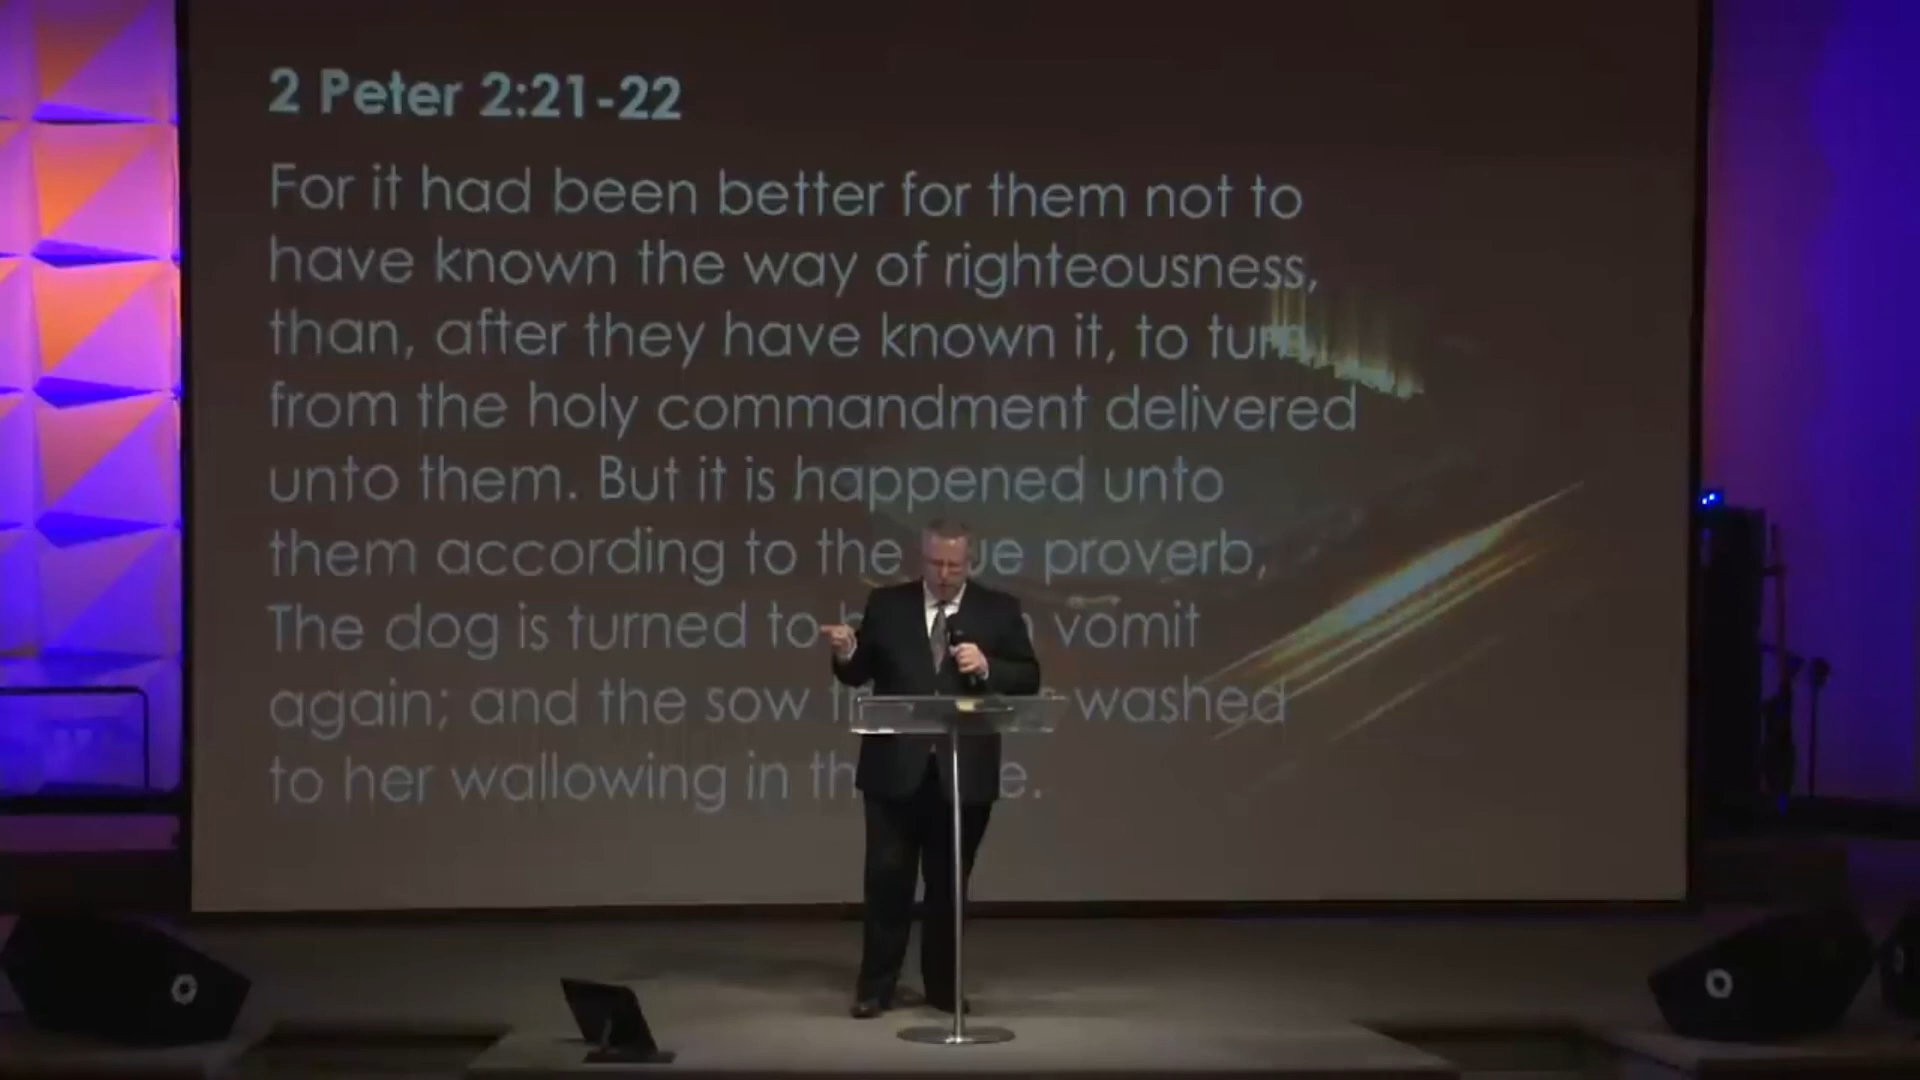 2 Peter 2:21-22
For it had been better for them not to
have known the way of righteousness,
than, after they have known it, to turn
from the holy commandment delivered
unto them. But it is happened unto
them according to the proverb,
The dog is turned to vomit
again; and the sow washed
to her wallowing in